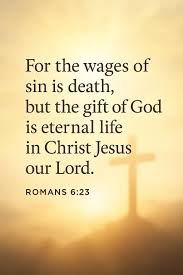 For the wages of
sin is death,
but the gift of God
is eternal life
in Christ Jesus
our Lord.
ROMANS 6:23